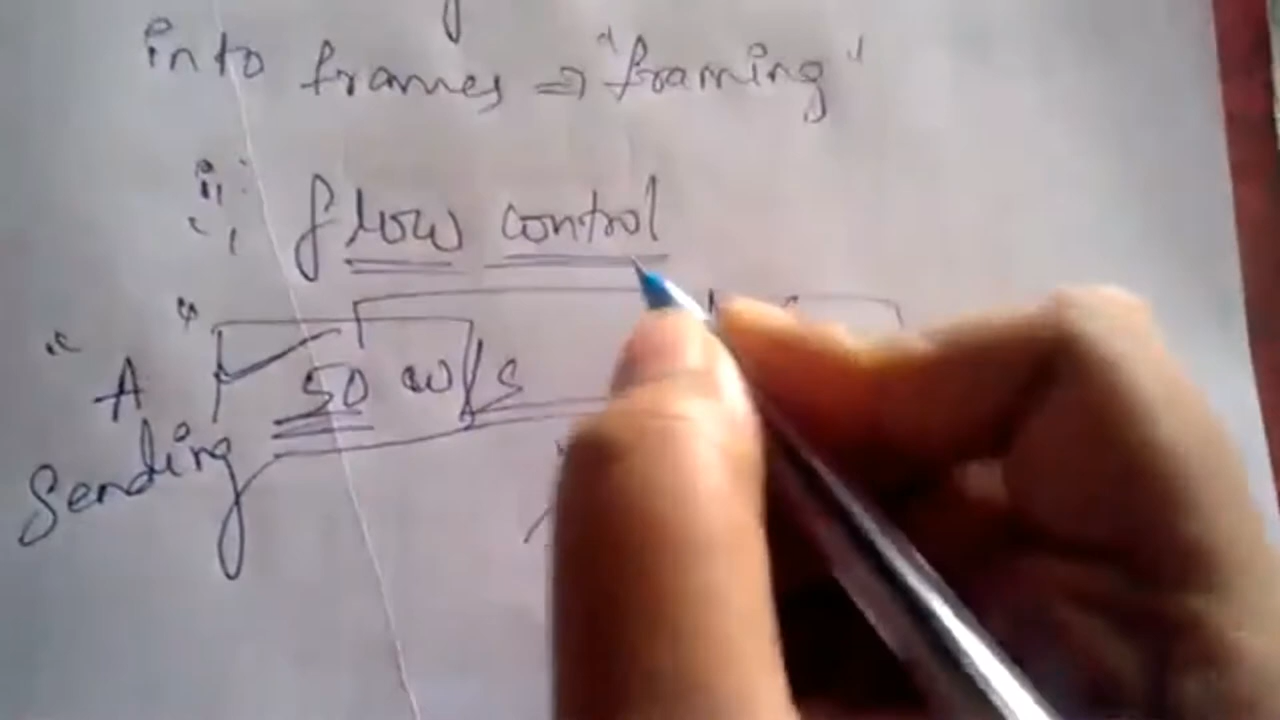 into frames => "framing"
ii, flow control
"A" 50 w/s
Sending